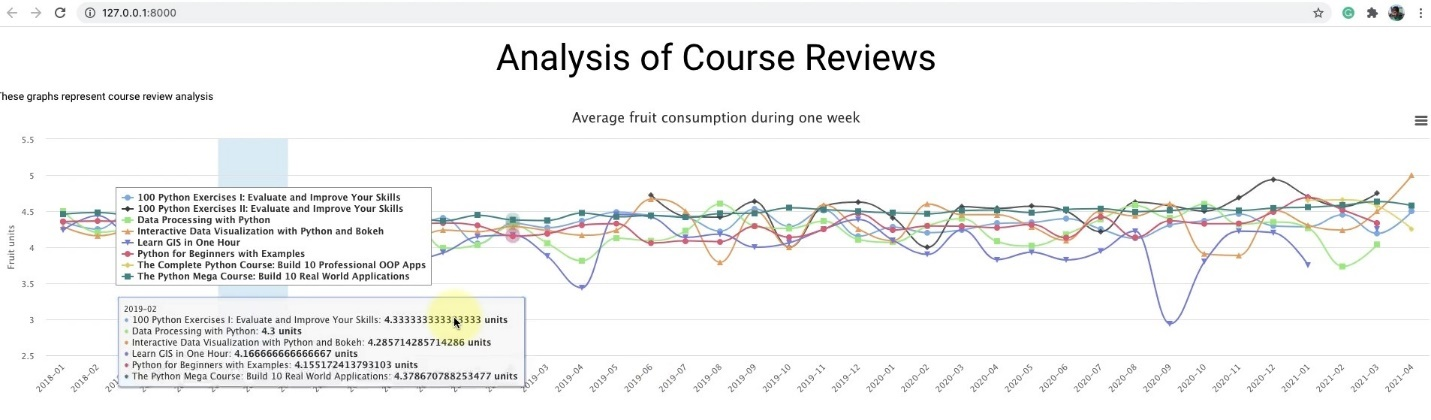 127.0.0.1:8000
Analysis of Course Reviews
These graphs represent course review analysis
Average fruit consumption during one week
5.5
5
4.5
4
3.5
3
2.5
Fruit units
100 Python Exercises I: Evaluate and Improve Your Skills
100 Python Exercises II: Evaluate and Improve Your Skills
Data Processing with Python
Interactive Data Visualization with Python and Bokeh
Learn GIS in One Hour
Python for Beginners with Examples
The Complete Python Course: Build 10 Professional OOP Apps
The Python Mega Course: Build 10 Real World Applications
2019-02
100 Python Exercises I: Evaluate and Improve Your Skills: 4.333333333333333 units
Data Processing with Python: 4.3 units
Interactive Data Visualization with Python and Bokeh: 4.285714285714286 units
Learn GIS in One Hour: 4.166666666666667 units
Python for Beginners with Examples: 4.155172413793103 units
The Python Mega Course: Build 10 Real World Applications: 4.378670788253477 units
2018-01
2018-02
2019-03
2019-04
2019-05
2019-06
2019-07
2019-08
2019-09
2019-10
2019-11
2019-12
2020-01
2020-02
2020-03
2020-04
2020-05
2020-06
2020-07
2020-08
2020-09
2020-10
2020-11
2020-12
2021-01
2021-02
2021-03
2021-04